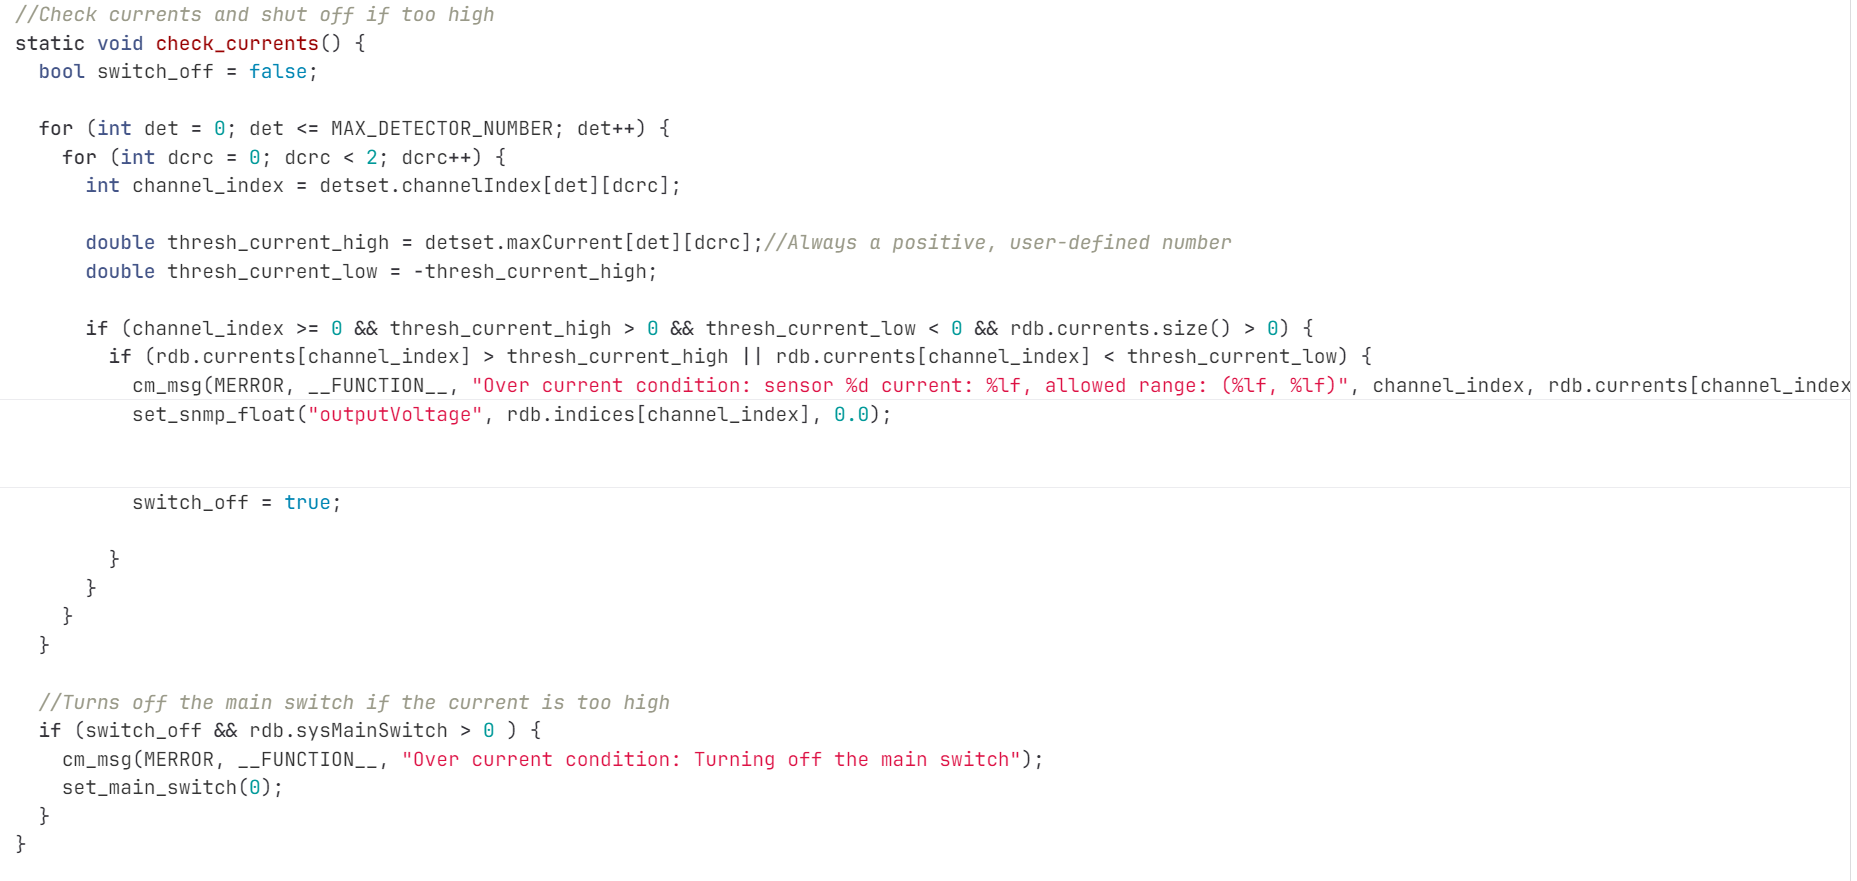 //Check currents and shut off if too high
static void check_currents() {
  bool switch_off = false;

  for (int det = 0; det <= MAX_DETECTOR_NUMBER; det++) {
    for (int dcrc = 0; dcrc < 2; dcrc++) {
      int channel_index = detset.channelIndex[det][dcrc];

      double thresh_current_high = detset.maxCurrent[det][dcrc];//Always a positive, user-defined number
      double thresh_current_low = -thresh_current_high;

      if (channel_index >= 0 && thresh_current_high > 0 && thresh_current_low < 0 && rdb.currents.size() > 0) {
        if (rdb.currents[channel_index] > thresh_current_high || rdb.currents[channel_index] < thresh_current_low) {
          cm_msg(MERROR, __FUNCTION__, "Over current condition: sensor %d current: %lf, allowed range: (%lf, %lf)", channel_index, rdb.currents[channel_index
          set_snmp_float("outputVoltage", rdb.indices[channel_index], 0.0);

          switch_off = true;

        }
      }
    }
  }

  //Turns off the main switch if the current is too high
  if (switch_off && rdb.sysMainSwitch > 0 ) {
    cm_msg(MERROR, __FUNCTION__, "Over current condition: Turning off the main switch");
    set_main_switch(0);
  }
}